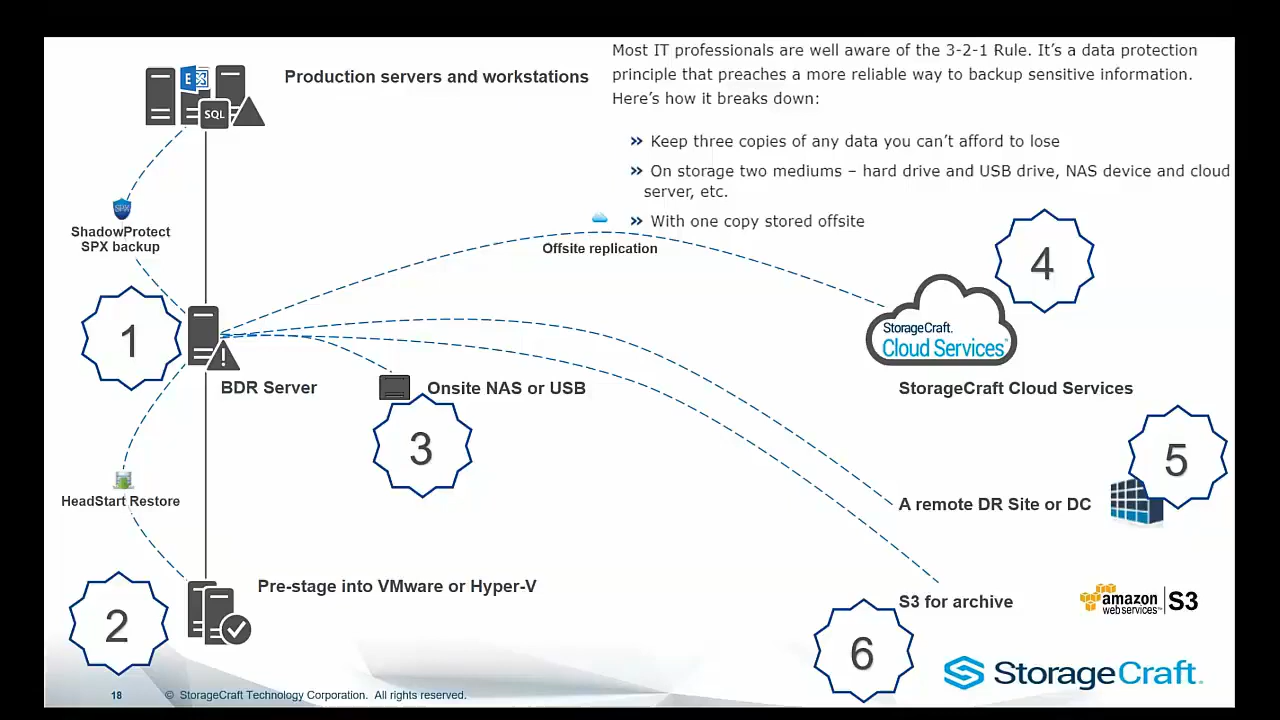 Most IT professionals are well aware of the 3-2-1 Rule. It's a data protection
principle that preaches a more reliable way to backup sensitive information.
Here's how it breaks down:
» Keep three copies of any data you can't afford to lose
» On storage two mediums – hard drive and USB drive, NAS device and cloud
server, etc.
» With one copy stored offsite
Production servers and workstations
E
SQL
SPX
ShadowProtect
SPX backup
Offsite replication
4
StorageCraft.
Cloud Services™
StorageCraft Cloud Services
1
BDR Server
Onsite NAS or USB
3
5
A remote DR Site or DC
HeadStart Restore
Pre-stage into VMware or Hyper-V
2
S3 for archive
amazon
web services™
S3
6
StorageCraft.
18
© StorageCraft Technology Corporation. All rights reserved.